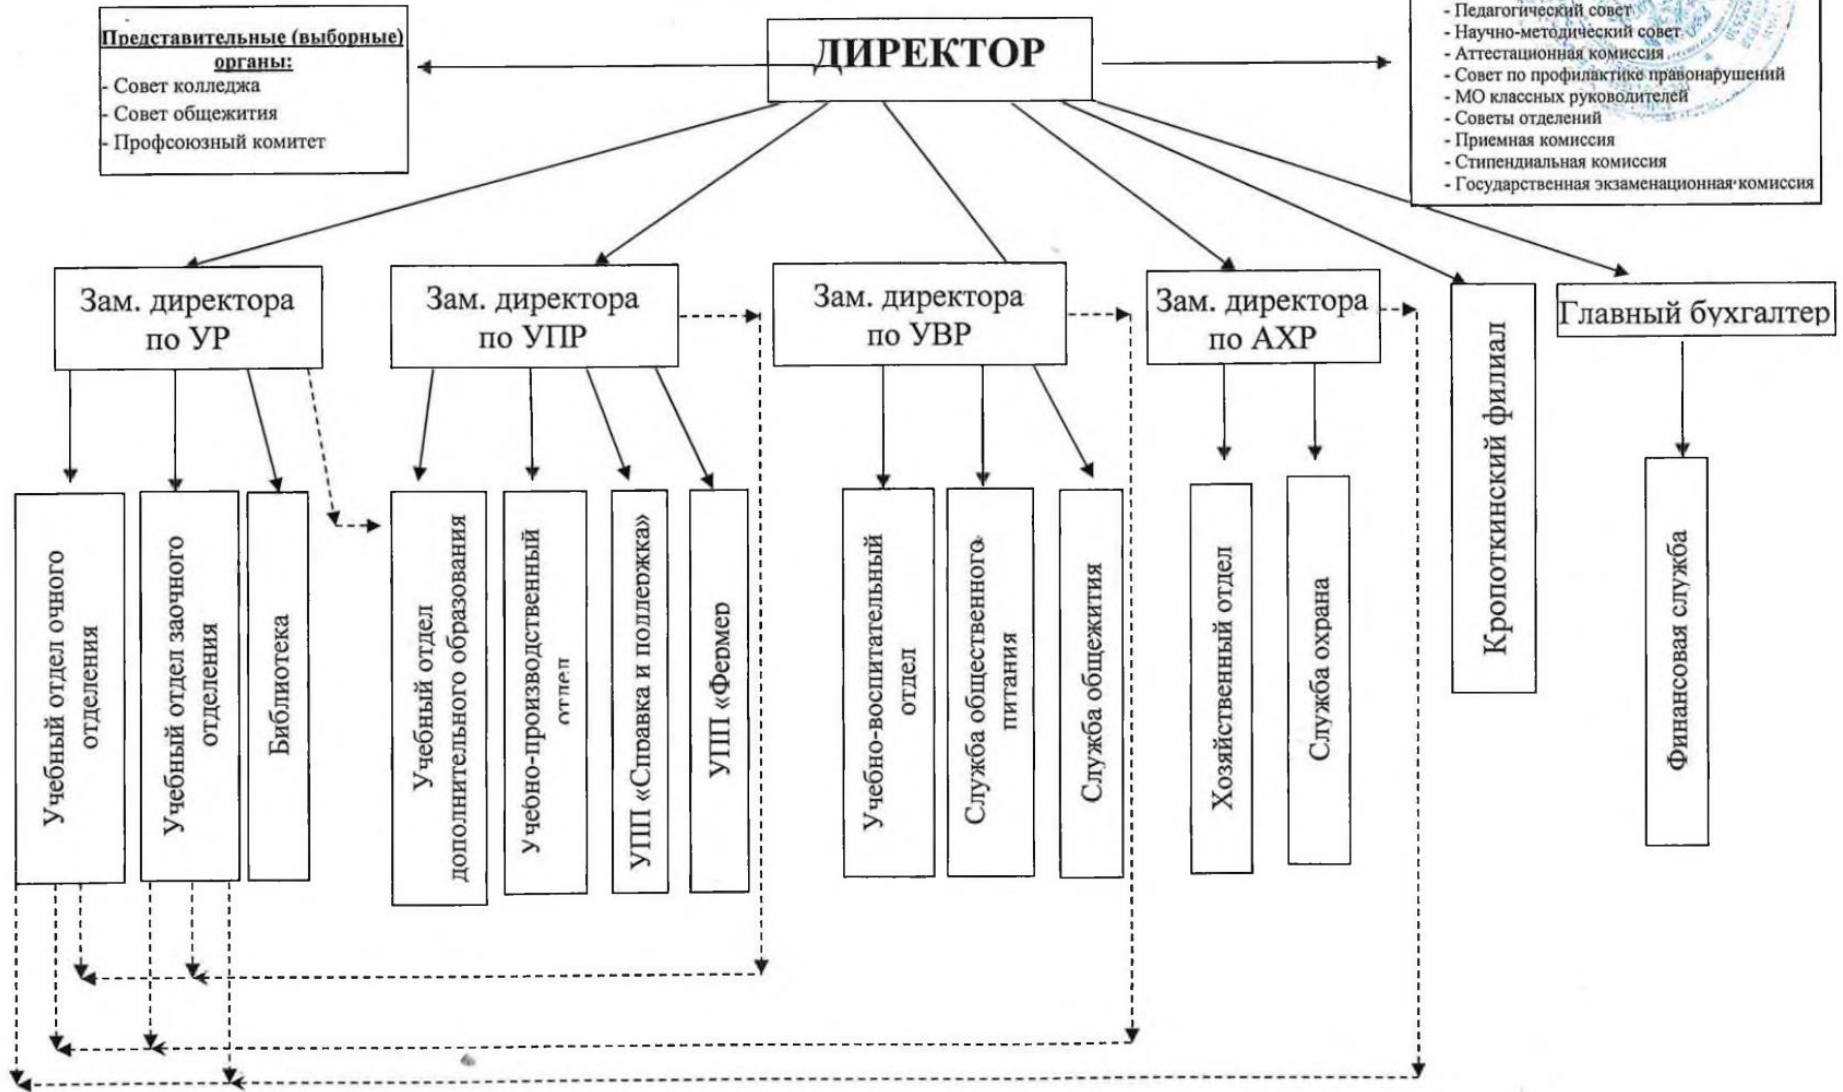 Представительные (выборные)
органы:
- Совет колледжа
- Совет общежития
- Профсоюзный комитет
ДИРЕКТОР
- Педагогический совет
- Научно-методический совет
- Аттестационная комиссия
- Совет по профилактике правонарушений
- МО классных руководителей
- Советы отделений
- Приемная комиссия
- Стипендиальная комиссия
- Государственная экзаменационная комиссия
Зам. директора
по УР
Зам. директора
по УПР
Зам. директора
по УВР
Зам. директора
по АХР
Кропоткинский филиал
Главный бухгалтер
Учебный отдел очного
отделения
Учебный отдел заочного
отделения
Библиотека
Учебный отдел
дополнительного образования
Учебно-производственный
отдел
УПП «Справка и поддержка»
УПП «Фермер
Учебно-воспитательный
отдел
Служба общественного
питания
Служба общежития
Хозяйственный отдел
Служба охрана
Финансовая служба